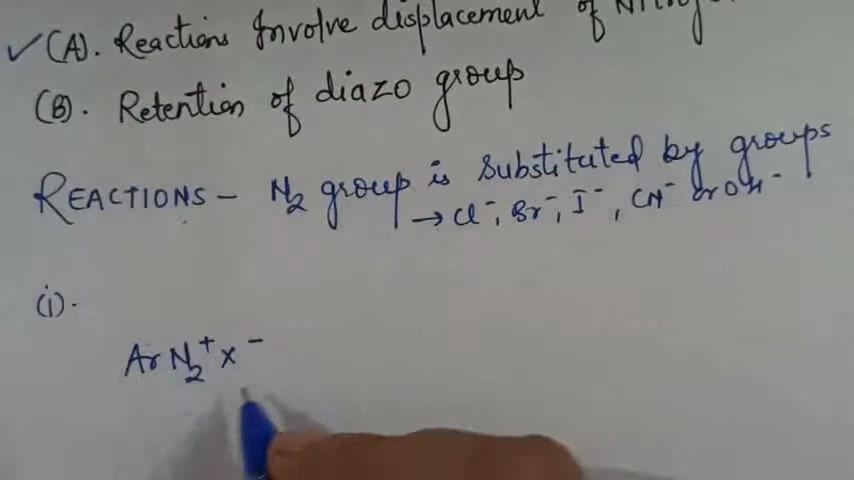 ✓(A). Reactions Involve displacement of
(B). Retention of diazo group
REACTIONS – N₂ group is substituted by groups
→ Cl⁻, Br⁻, I⁻, CN⁻ or OH⁻
(i).
ArN₂⁺X⁻